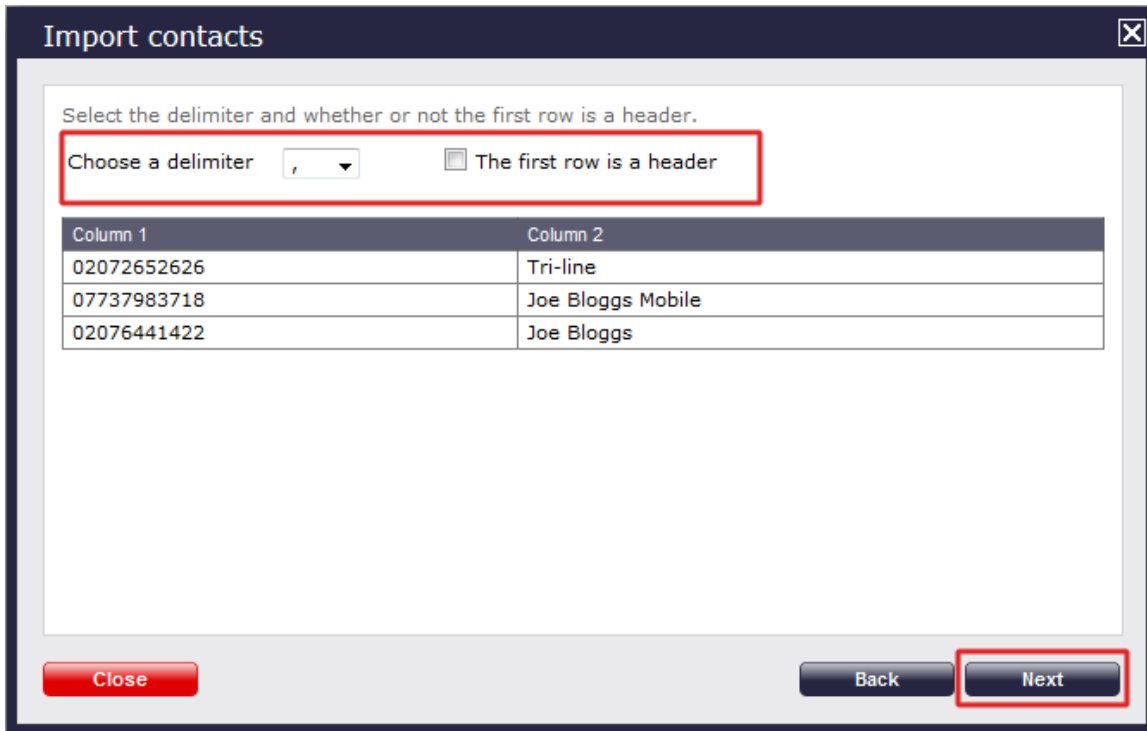 Import contacts
Select the delimiter and whether or not the first row is a header.
Choose a delimiter , The first row is a header
Column 1 Column 2
02072652626 Tri-line
07737983718 Joe Bloggs Mobile
02076441422 Joe Bloggs
Close Back Next